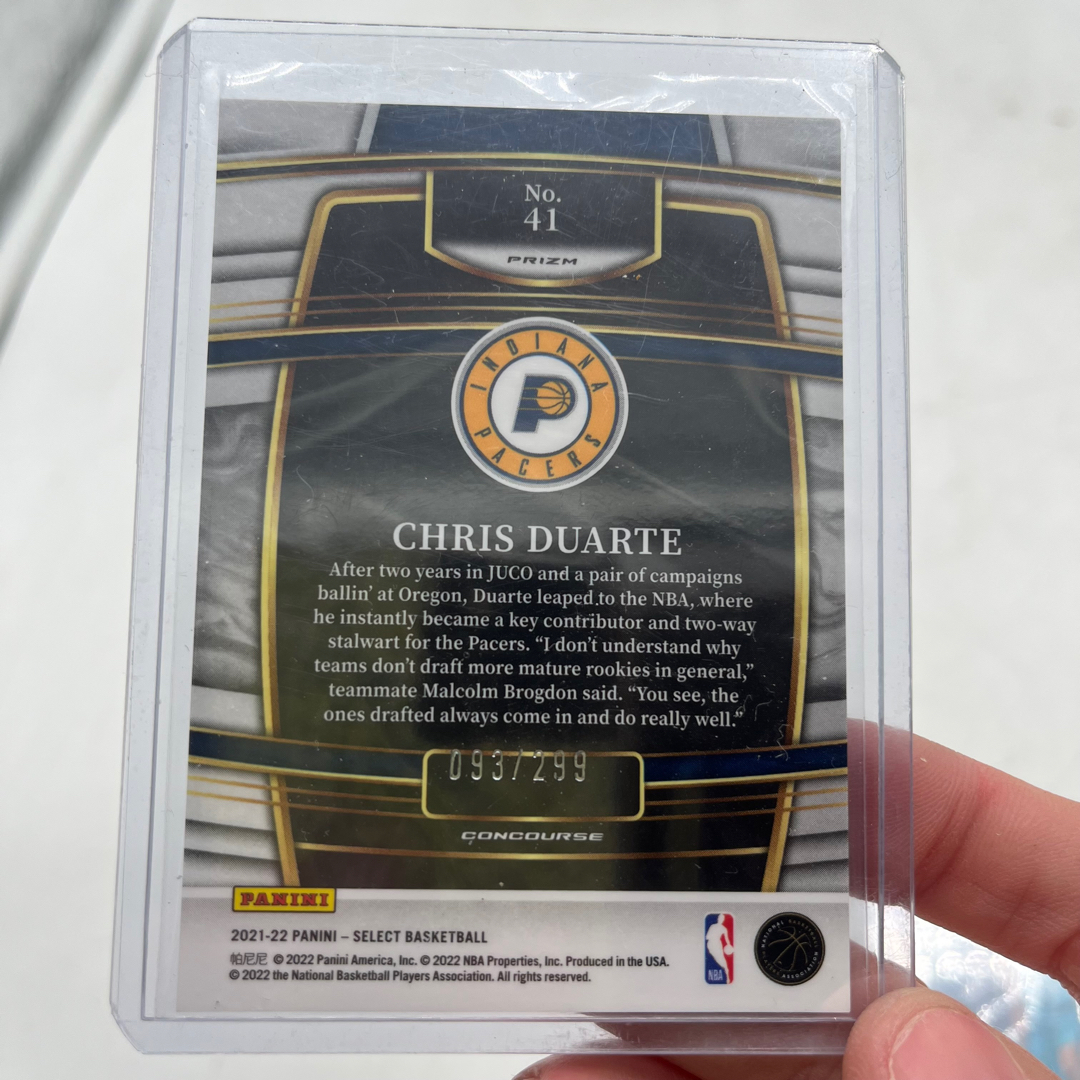 No.
41
PRIZM
INDIANA
PACERS
CHRIS DUARTE
After two years in JUCO and a pair of campaigns
ballin’ at Oregon, Duarte leaped to the NBA, where
he instantly became a key contributor and two-way
stalwart for the Pacers. “I don’t understand why
teams don’t draft more mature rookies in general,”
teammate Malcolm Brogdon said. “You see, the
ones drafted always come in and do really well.”
093/299
CONCOURSE
PANINI
2021-22 PANINI – SELECT BASKETBALL
帕尼尼 © 2022 Panini America, Inc. © 2022 NBA Properties, Inc. Produced in the USA.
© 2022 the National Basketball Players Association. All rights reserved.
NBA
NATIONAL BASKETBALL
PLAYERS ASSOCIATION